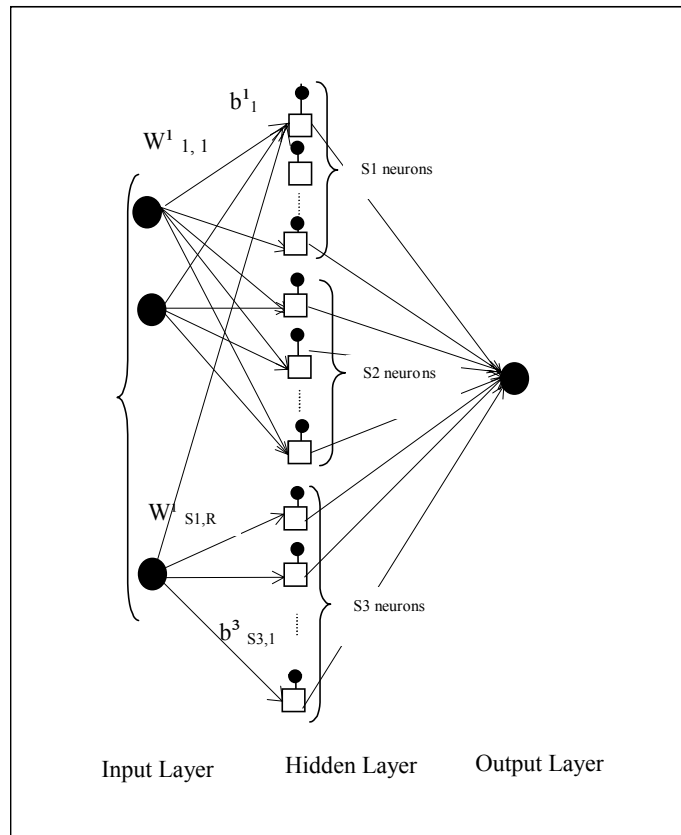 b¹₁
W¹ 1, 1
S1 neurons
S2 neurons
W¹ S1,R
S3 neurons
b³ S3,1
Input Layer
Hidden Layer
Output Layer